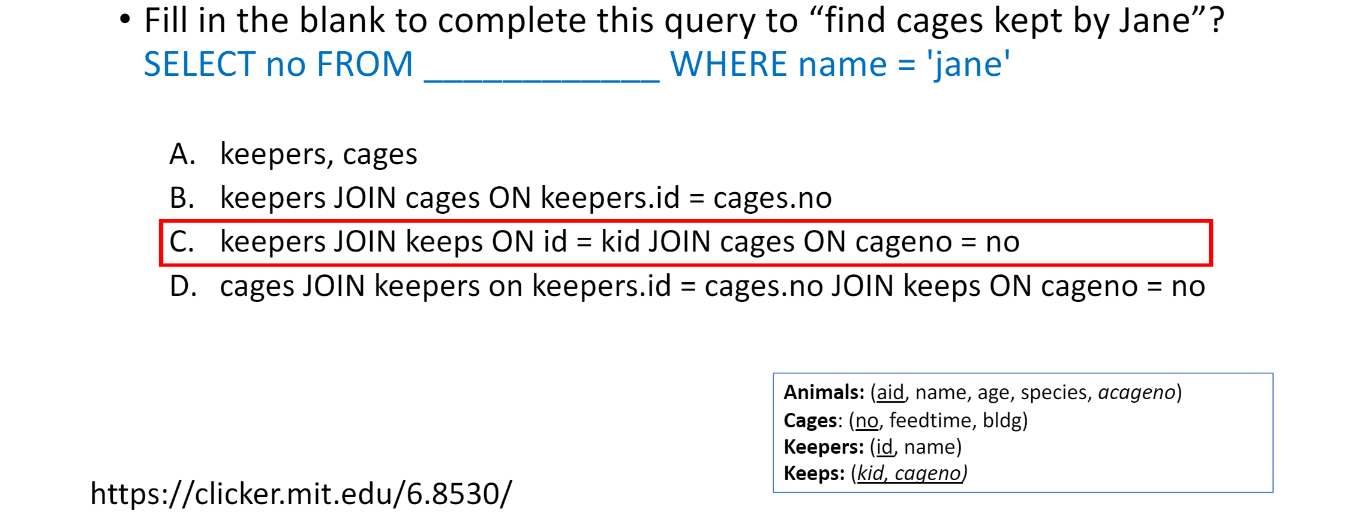 • Fill in the blank to complete this query to “find cages kept by Jane”?
SELECT no FROM ____________ WHERE name = 'jane'
A. keepers, cages
B. keepers JOIN cages ON keepers.id = cages.no
C. keepers JOIN keeps ON id = kid JOIN cages ON cageno = no
D. cages JOIN keepers on keepers.id = cages.no JOIN keeps ON cageno = no
Animals: (aid, name, age, species, acageno)
Cages: (no, feedtime, bldg)
Keepers: (id, name)
Keeps: (kid, cageno)
https://clicker.mit.edu/6.8530/